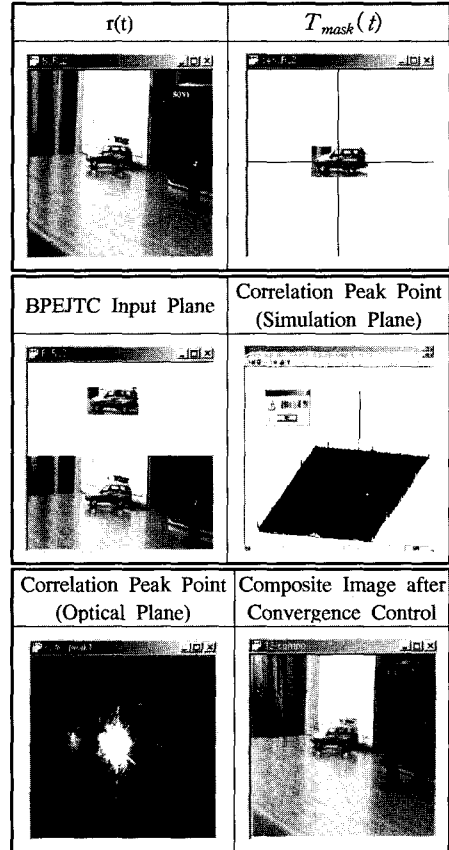 r(t)
T_mask(t)
SONY
BPEJTC Input Plane
Correlation Peak Point
(Simulation Plane)
Correlation Peak Point
(Optical Plane)
Composite Image after
Convergence Control